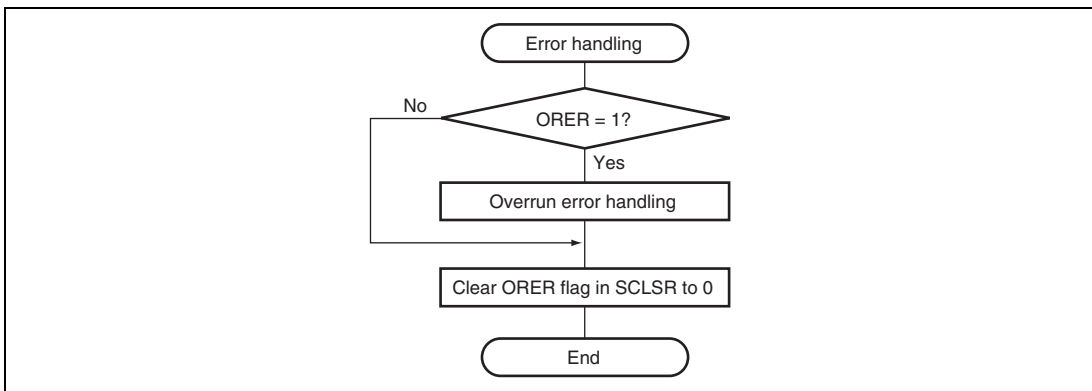 Error handling
No
ORER = 1?
Yes
Overrun error handling
Clear ORER flag in SCLSR to 0
End